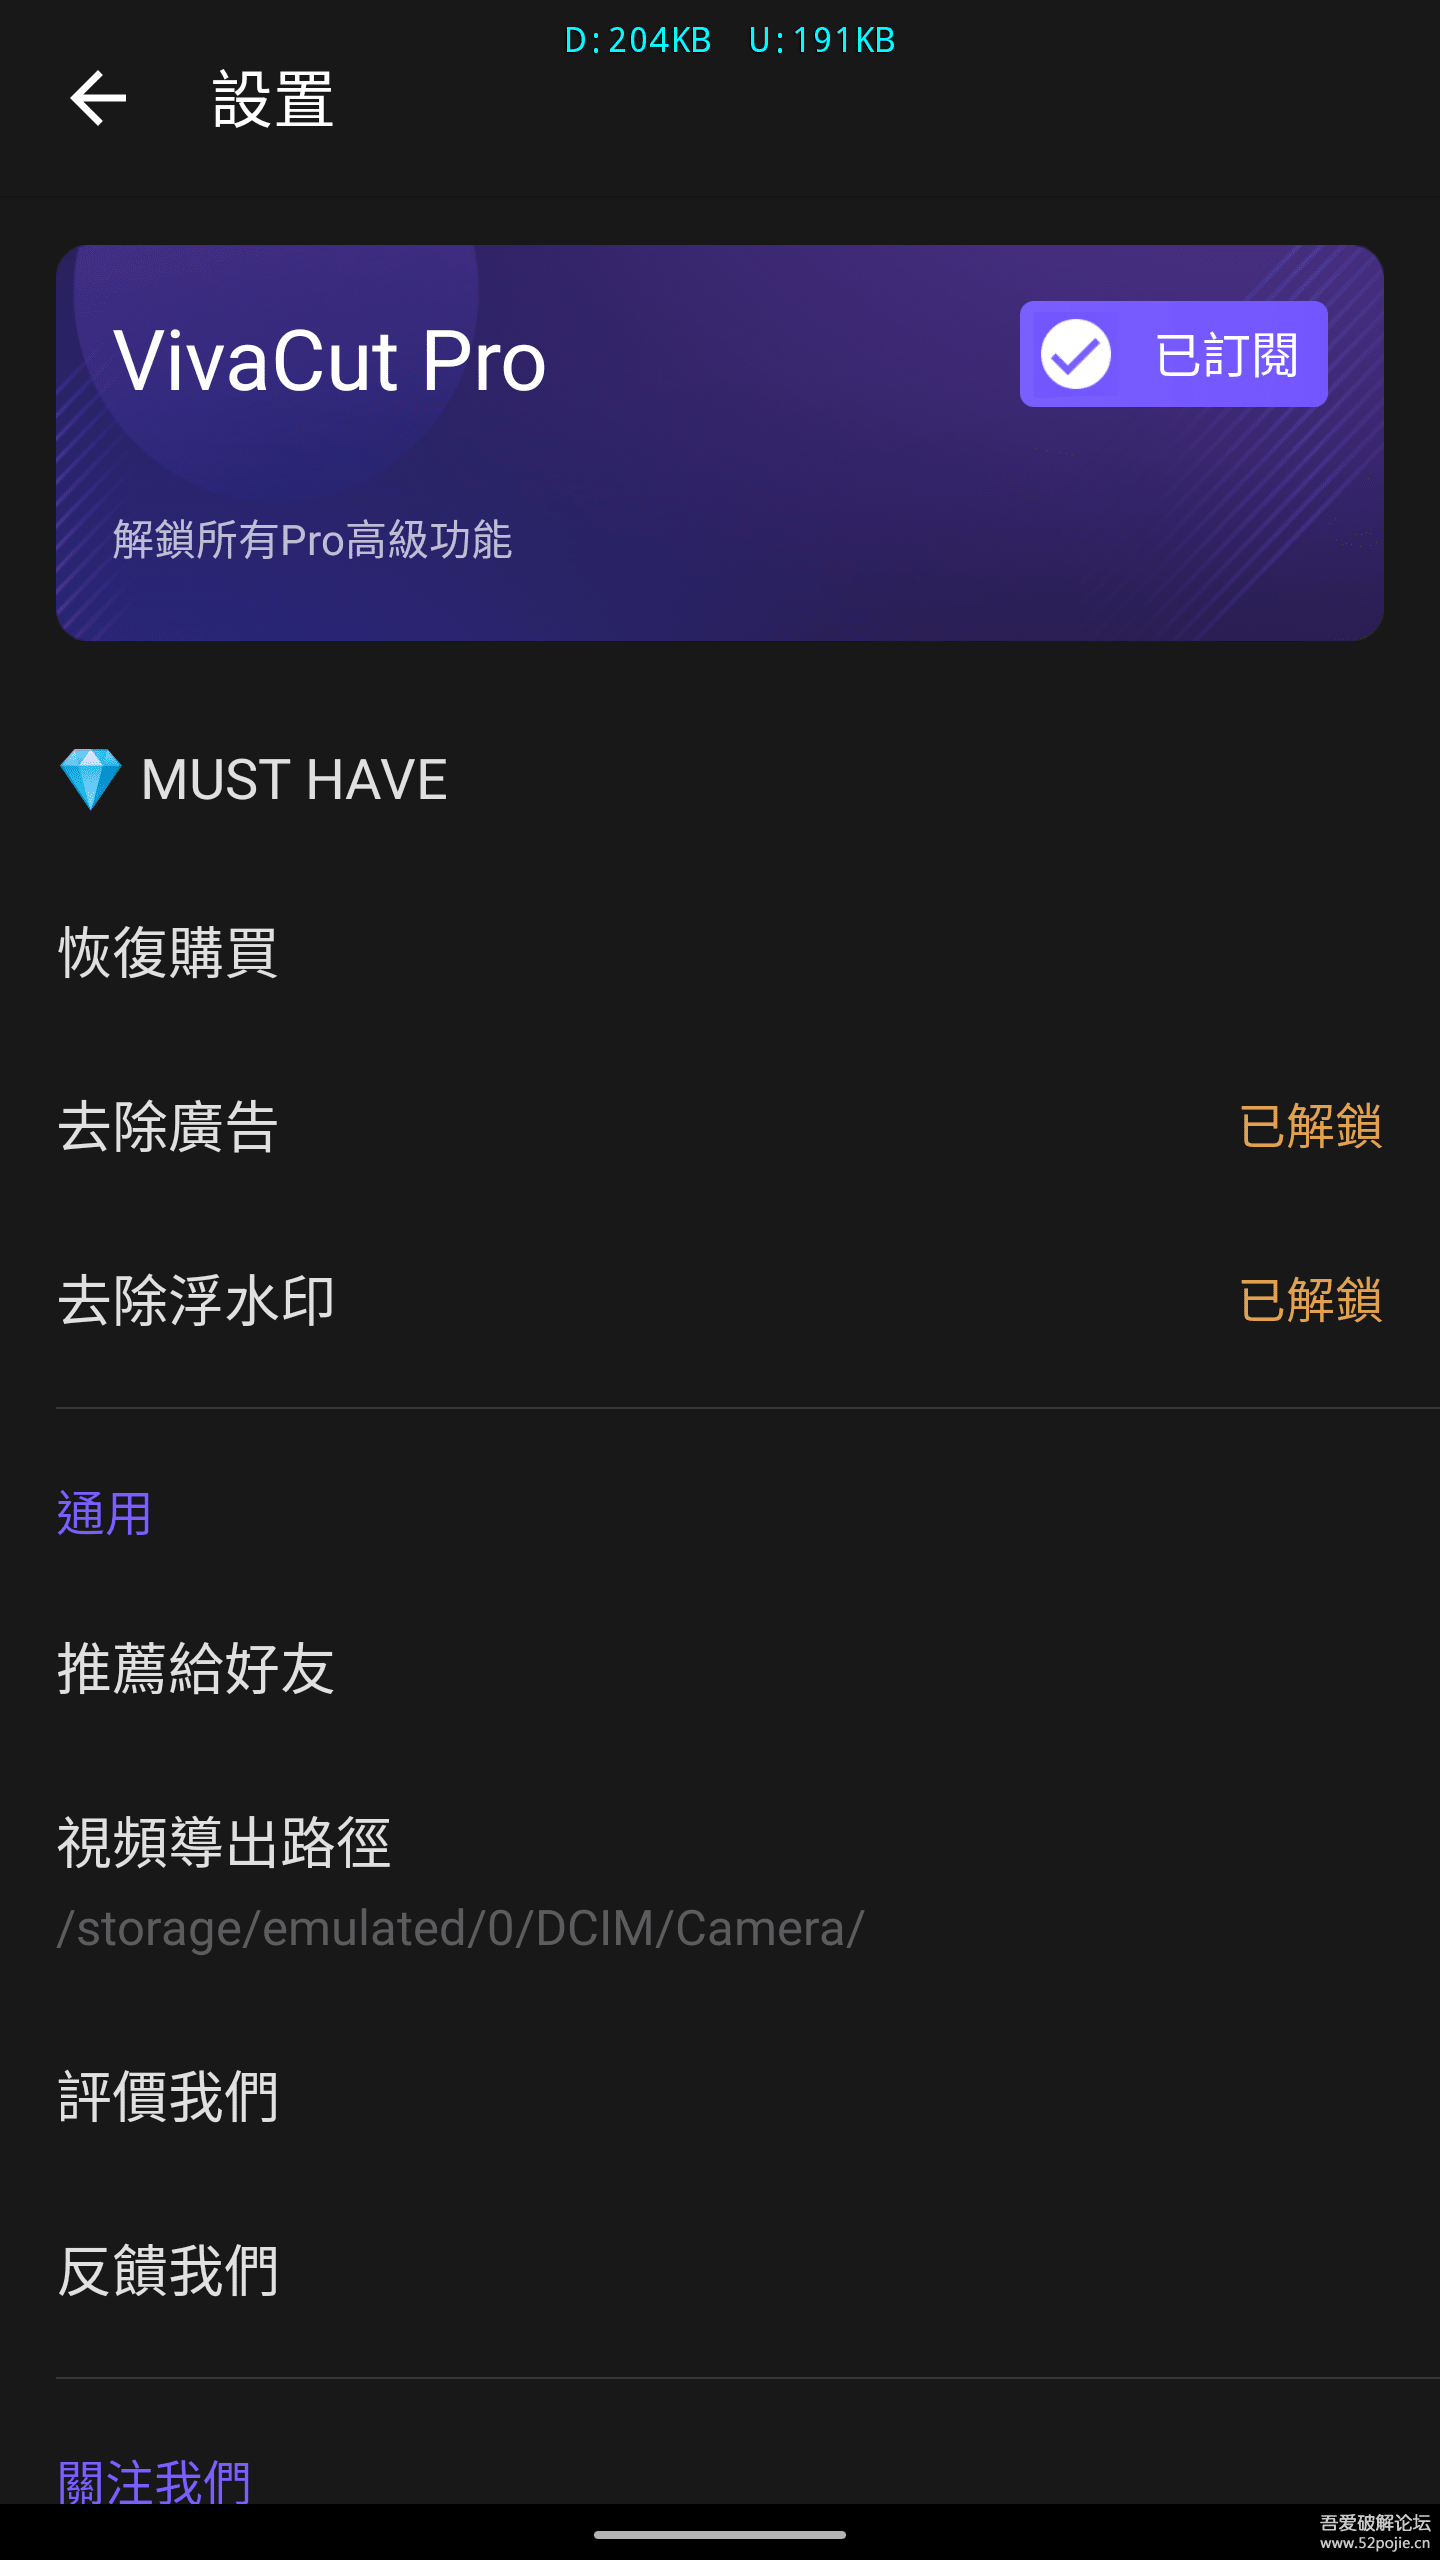 D:204KB U:191KB
設置
VivaCut Pro
已訂閱
解鎖所有Pro高級功能
MUST HAVE
恢復購買
去除廣告
已解鎖
去除浮水印
已解鎖
通用
推薦給好友
視頻導出路徑
/storage/emulated/0/DCIM/Camera/
評價我們
反饋我們
關注我們
吾爱破解论坛
www.52pojie.cn